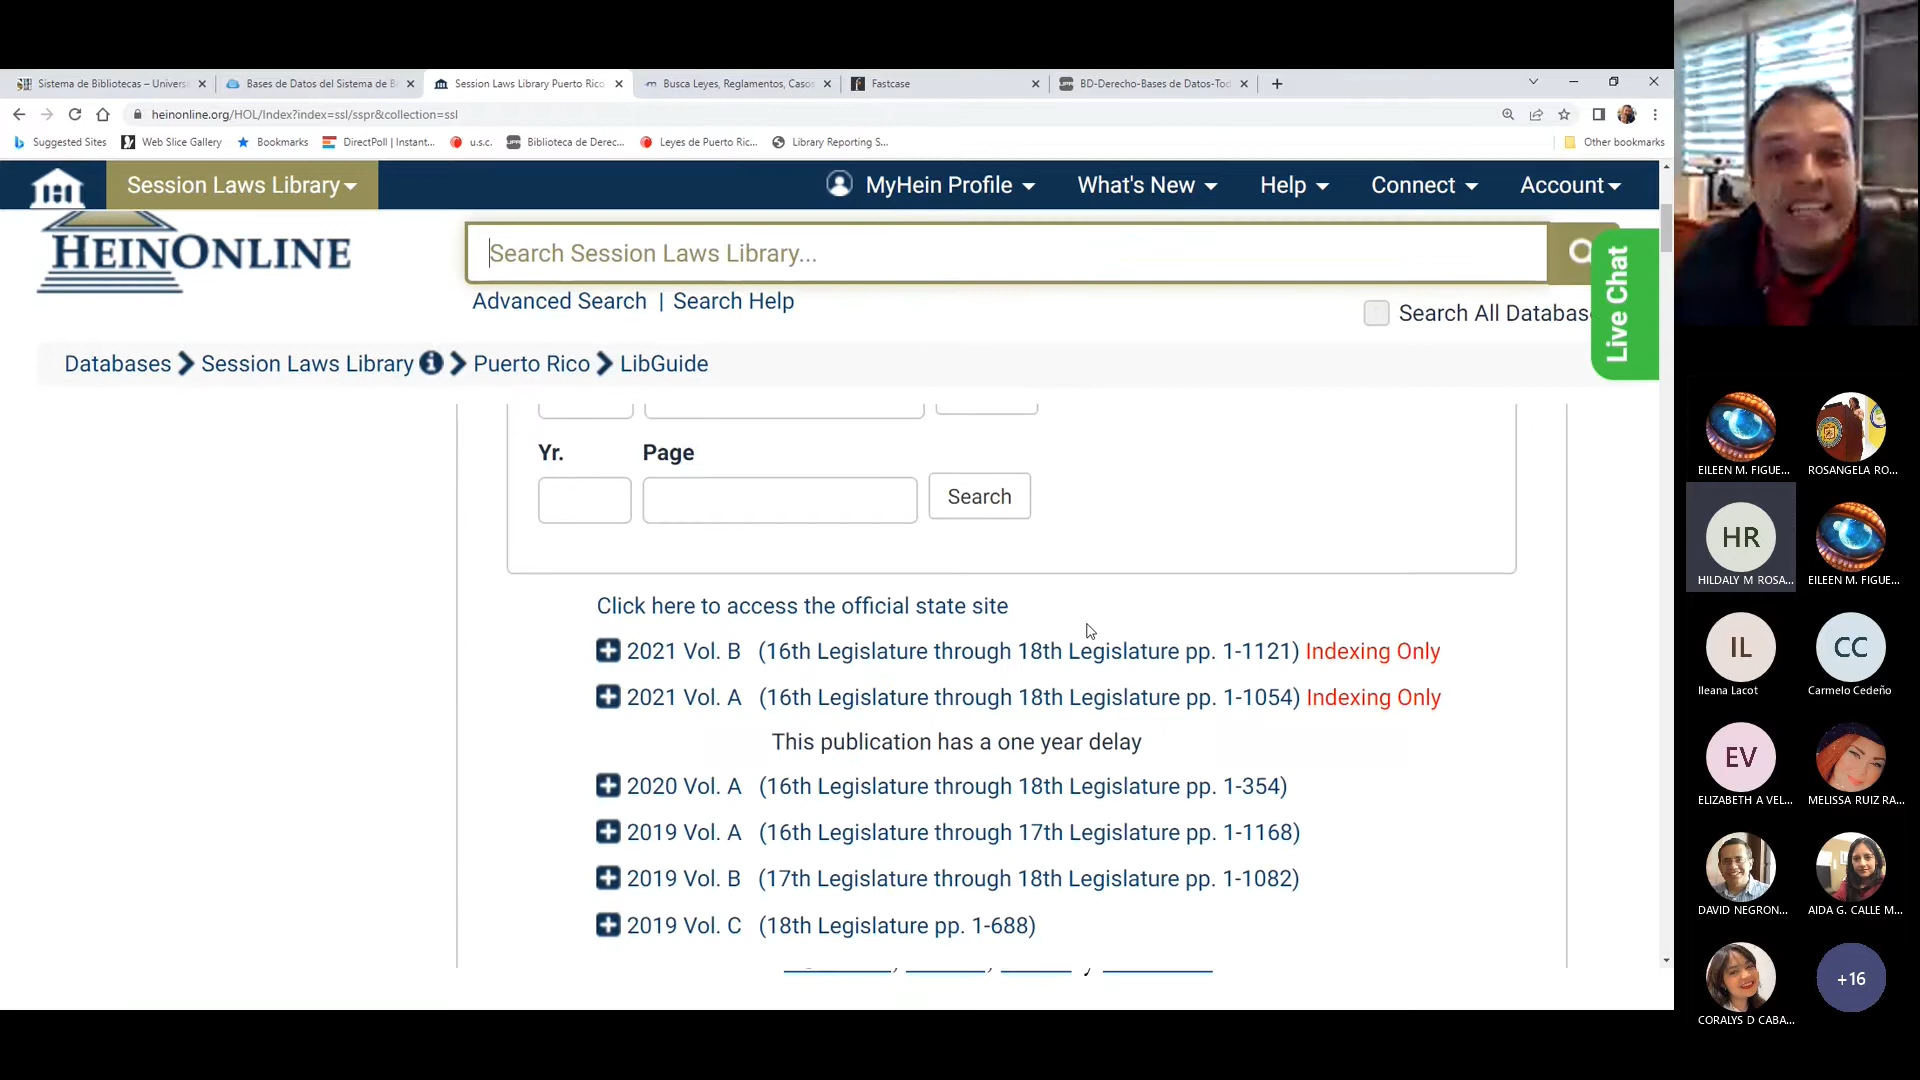 Sistema de Bibliotecas – Universi
Bases de Datos del Sistema de Bi
Session Laws Library Puerto Rico
Busca Leyes, Reglamentos, Casos
Fastcase
BD-Derecho-Bases de Datos-Tod
heinonline.org/HOL/Index?index=ssl/sspr&collection=ssl
Suggested Sites
Web Slice Gallery
Bookmarks
DirectPoll | Instant...
u.s.c.
Biblioteca de Derec...
Leyes de Puerto Ric...
Library Reporting S...
Other bookmarks
Session Laws Library
MyHein Profile
What's New
Help
Connect
Account
HEINONLINE
Search Session Laws Library...
Advanced Search | Search Help
Search All Databas
Live Chat
Databases
Session Laws Library
Puerto Rico
LibGuide
Yr. Page
Search
Click here to access the official state site
2021 Vol. B (16th Legislature through 18th Legislature pp. 1-1121) Indexing Only
2021 Vol. A (16th Legislature through 18th Legislature pp. 1-1054) Indexing Only
This publication has a one year delay
2020 Vol. A (16th Legislature through 18th Legislature pp. 1-354)
2019 Vol. A (16th Legislature through 17th Legislature pp. 1-1168)
2019 Vol. B (17th Legislature through 18th Legislature pp. 1-1082)
2019 Vol. C (18th Legislature pp. 1-688)
EILEEN M. FIGUE...
ROSANGELA RO...
HR
HILDALY M ROSA...
EILEEN M. FIGUE...
IL
Ileana Lacot
CC
Carmelo Cedeño
EV
ELIZABETH A VEL...
MELISSA RUIZ RA...
DAVID NEGRON...
AIDA G. CALLE M...
CORALYS D CABA...
+16